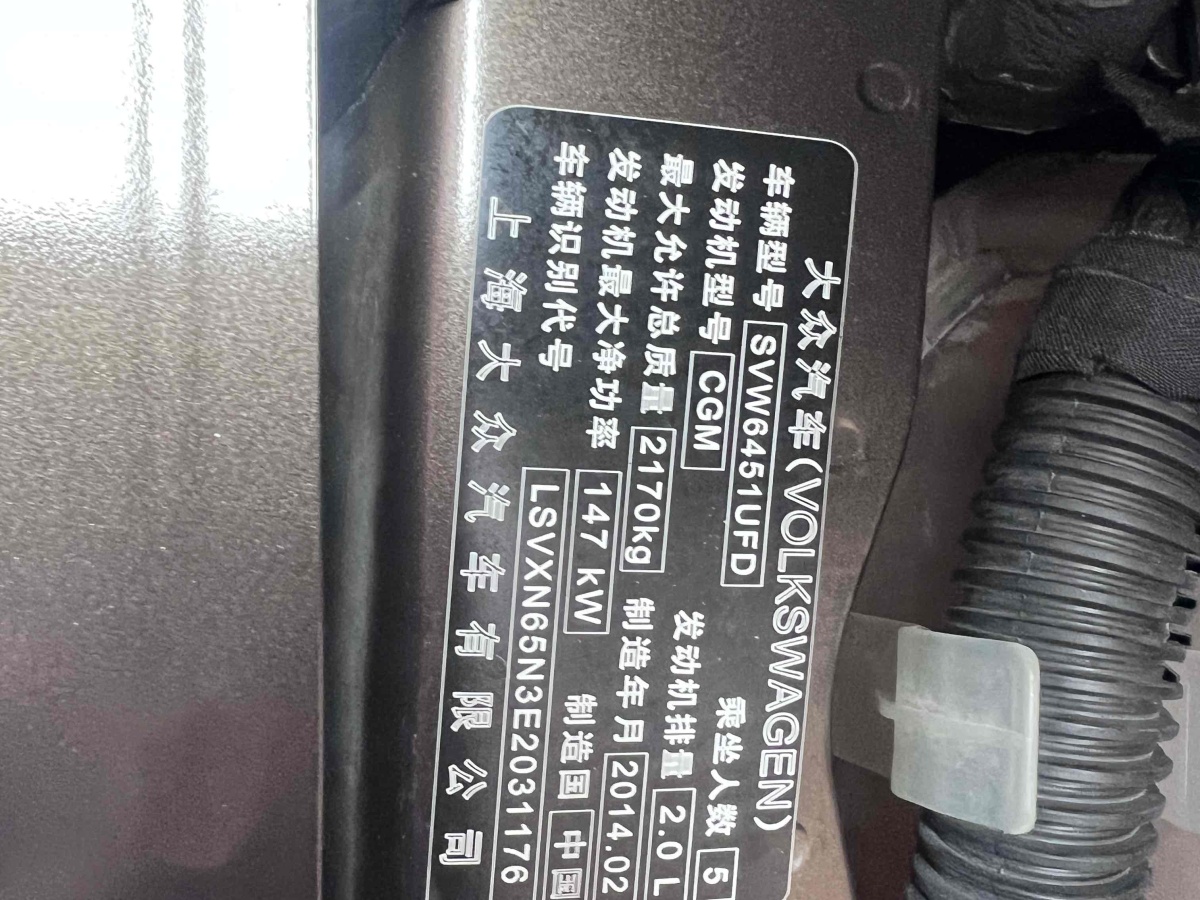 大众汽车(VOLKSWAGEN)
车辆型号 SVW6451UFD 乘坐人数 5
发动机型号 CGM 发动机排量 2.0 L
最大允许总质量 2170kg 制造年月 2014.02
发动机最大净功率 147 kW 制造国 中国
车辆识别代号 LSVXN65N3E2031176
上海大众汽车有限公司